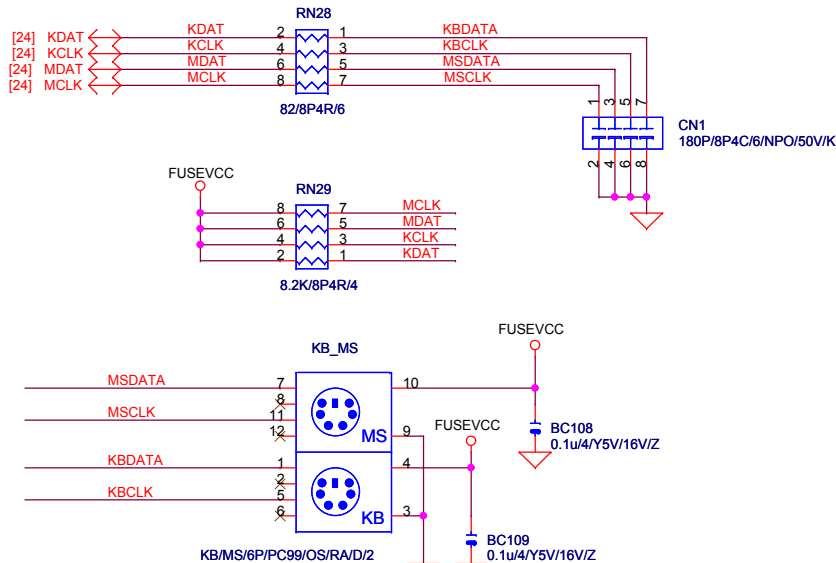 RN28
[24] KDAT KDAT 2 1 KBDATA
[24] KCLK KCLK 4 3 KBCLK
[24] MDAT MDAT 6 5 MSDATA
[24] MCLK MCLK 8 7 MSCLK
82/8P4R/6
1 3 5 7
CN1
180P/8P4C/6/NPO/50V/K
2 4 6 8
FUSEVCC
RN29
8 7 MCLK
6 5 MDAT
4 3 KCLK
2 1 KDAT
8.2K/8P4R/4
FUSEVCC
KB_MS
MSDATA 7 10
8
MSCLK 11
FUSEVCC
12 MS 9
BC108
0.1u/4/Y5V/16V/Z
KBDATA 1 4
2
KBCLK 5
6 KB 3
BC109
KB/MS/6P/PC99/OS/RA/D/2
0.1u/4/Y5V/16V/Z